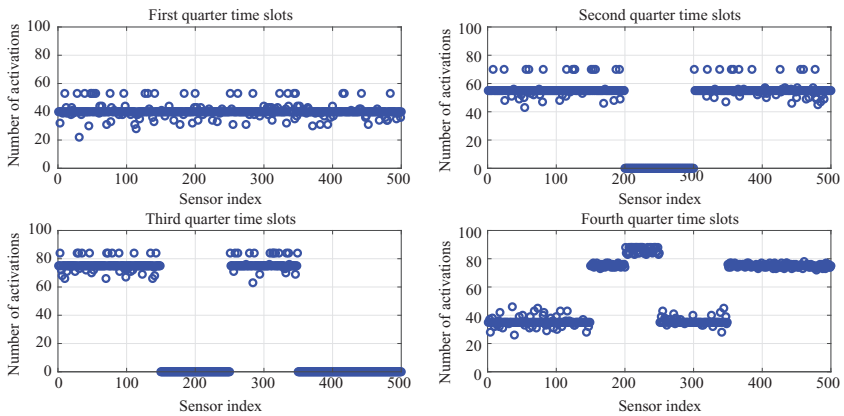 First quarter time slots
Number of activations
100
80
60
40
20
0
0 100 200 300 400 500
Sensor index
Second quarter time slots
Number of activations
100
80
60
40
20
0
0 100 200 300 400 500
Sensor index
Third quarter time slots
Number of activations
100
80
60
40
20
0
0 100 200 300 400 500
Sensor index
Fourth quarter time slots
Number of activations
100
80
60
40
20
0
0 100 200 300 400 500
Sensor index